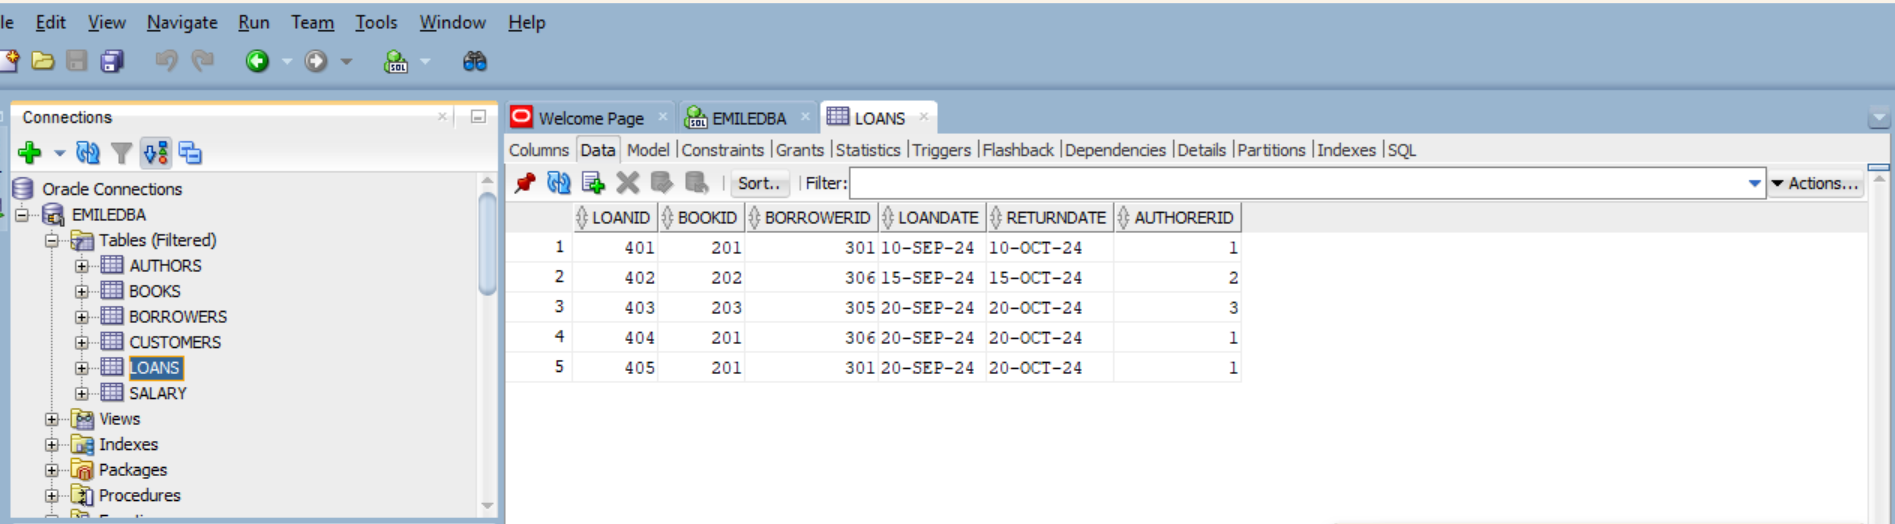 le Edit View Navigate Run Team Tools Window Help
SQL
Connections
Oracle Connections
EMILEDBA
Tables (Filtered)
AUTHORS
BOOKS
BORROWERS
CUSTOMERS
LOANS
SALARY
Views
Indexes
Packages
Procedures
Welcome Page
SQL EMILEDBA
LOANS
Columns Data Model Constraints Grants Statistics Triggers Flashback Dependencies Details Partitions Indexes SQL
Sort.. Filter: Actions...
LOANID BOOKID BORROWERID LOANDATE RETURNDATE AUTHORERID
1 401 201 301 10-SEP-24 10-OCT-24 1
2 402 202 306 15-SEP-24 15-OCT-24 2
3 403 203 305 20-SEP-24 20-OCT-24 3
4 404 201 306 20-SEP-24 20-OCT-24 1
5 405 201 301 20-SEP-24 20-OCT-24 1